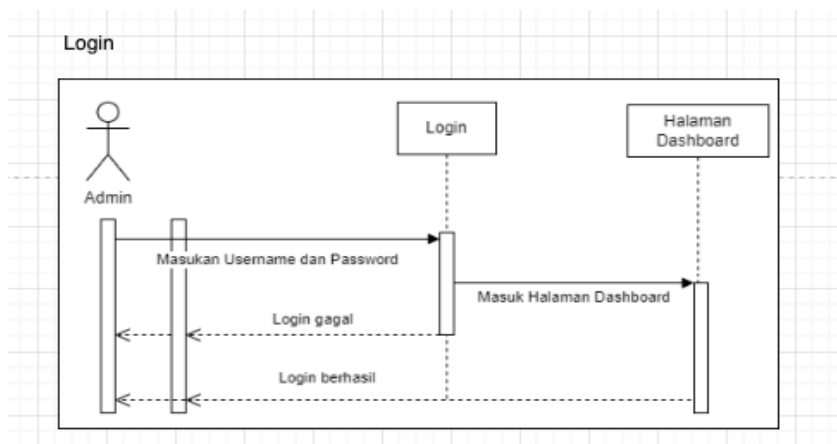 Login
Login
Halaman
Dashboard
Admin
Masukan Username dan Password
Masuk Halaman Dashboard
Login gagal
Login berhasil